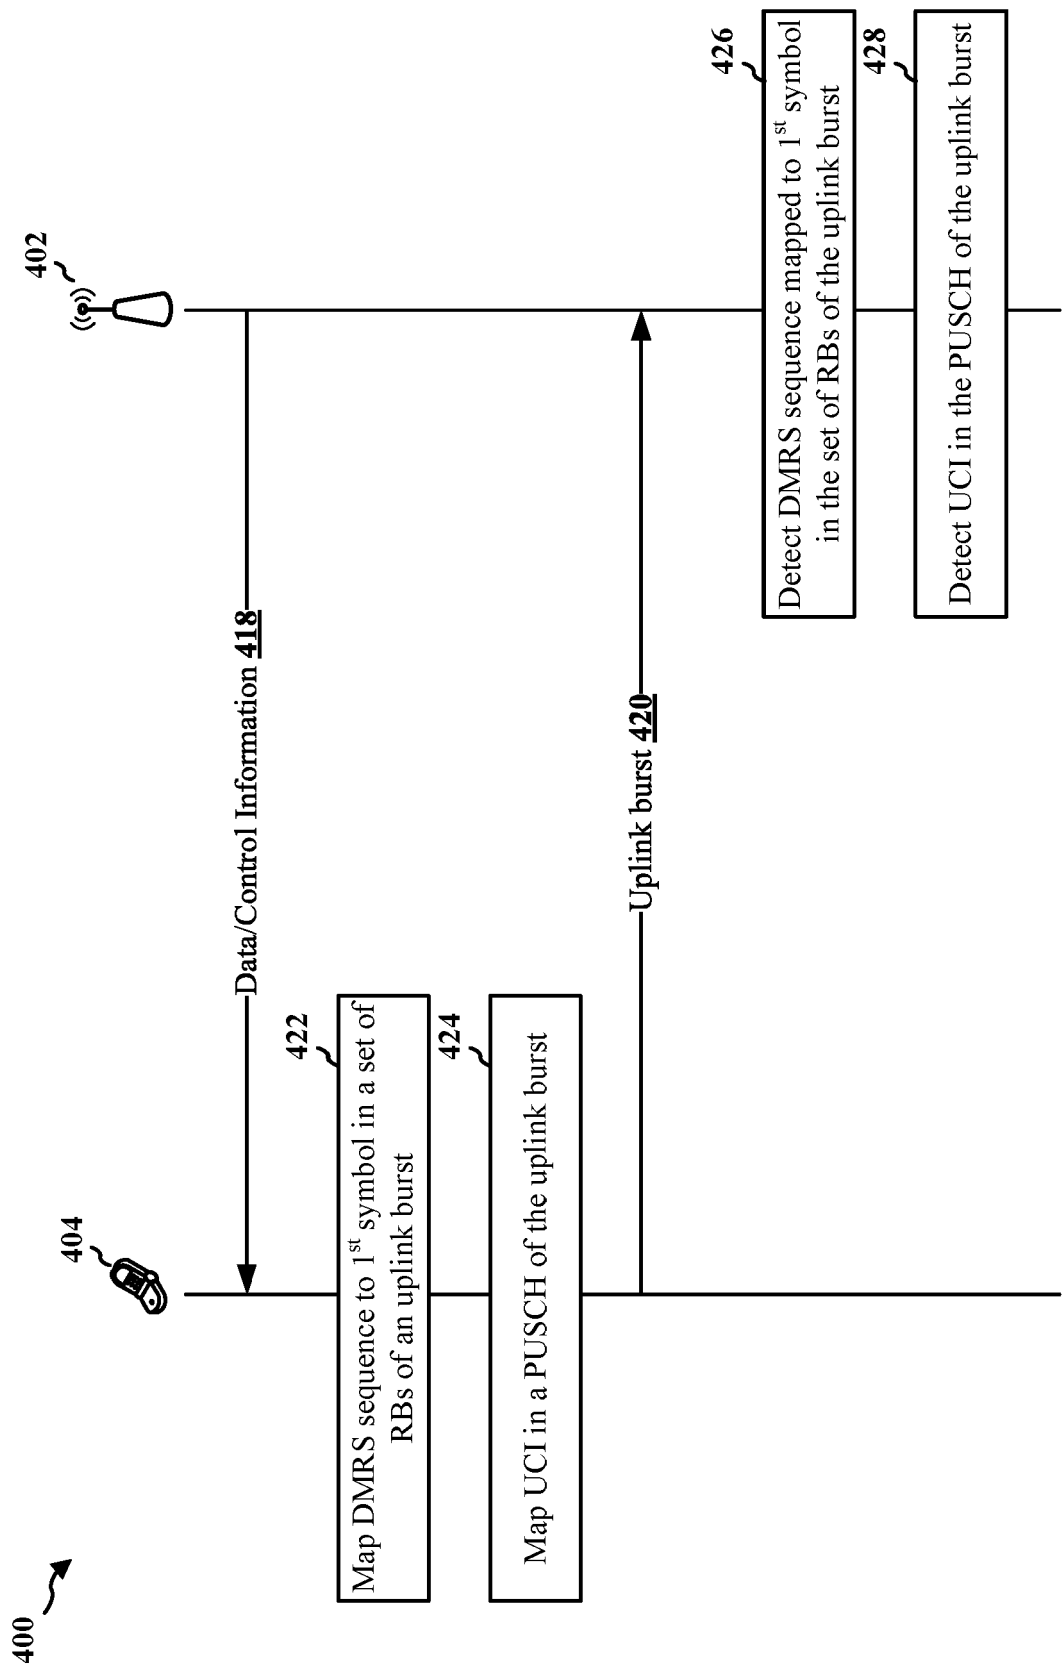 400
404
402
Data/Control Information 418
422
Map DMRS sequence to 1st symbol in a set of
RBs of an uplink burst
424
Map UCI in a PUSCH of the uplink burst
Uplink burst 420
426
Detect DMRS sequence mapped to 1st symbol
in the set of RBs of the uplink burst
428
Detect UCI in the PUSCH of the uplink burst